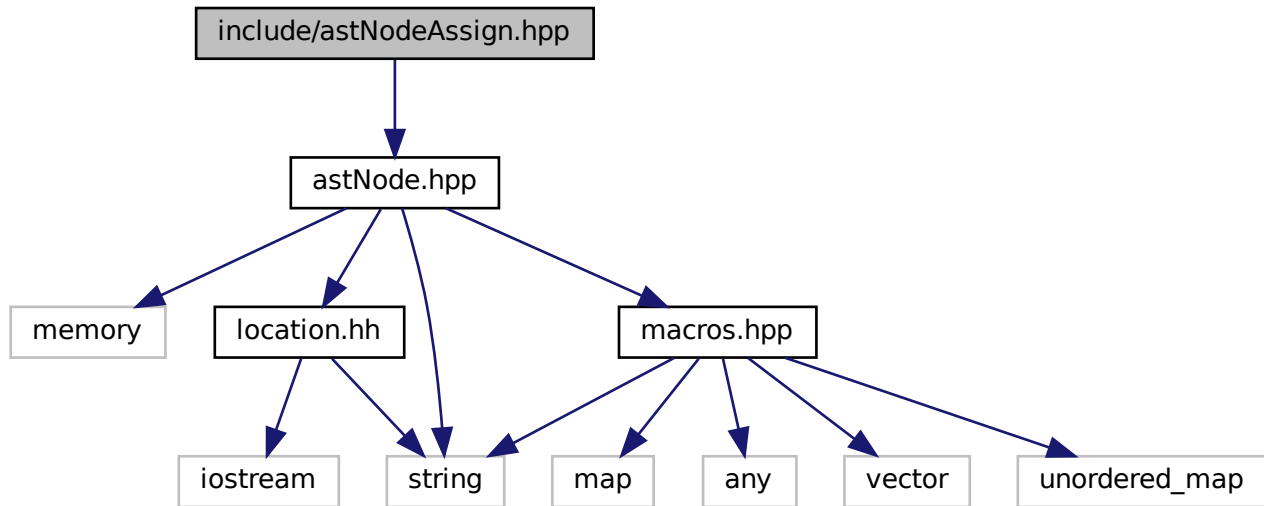 include/astNodeAssign.hpp
astNode.hpp
memory
location.hh
macros.hpp
iostream
string
map
any
vector
unordered_map